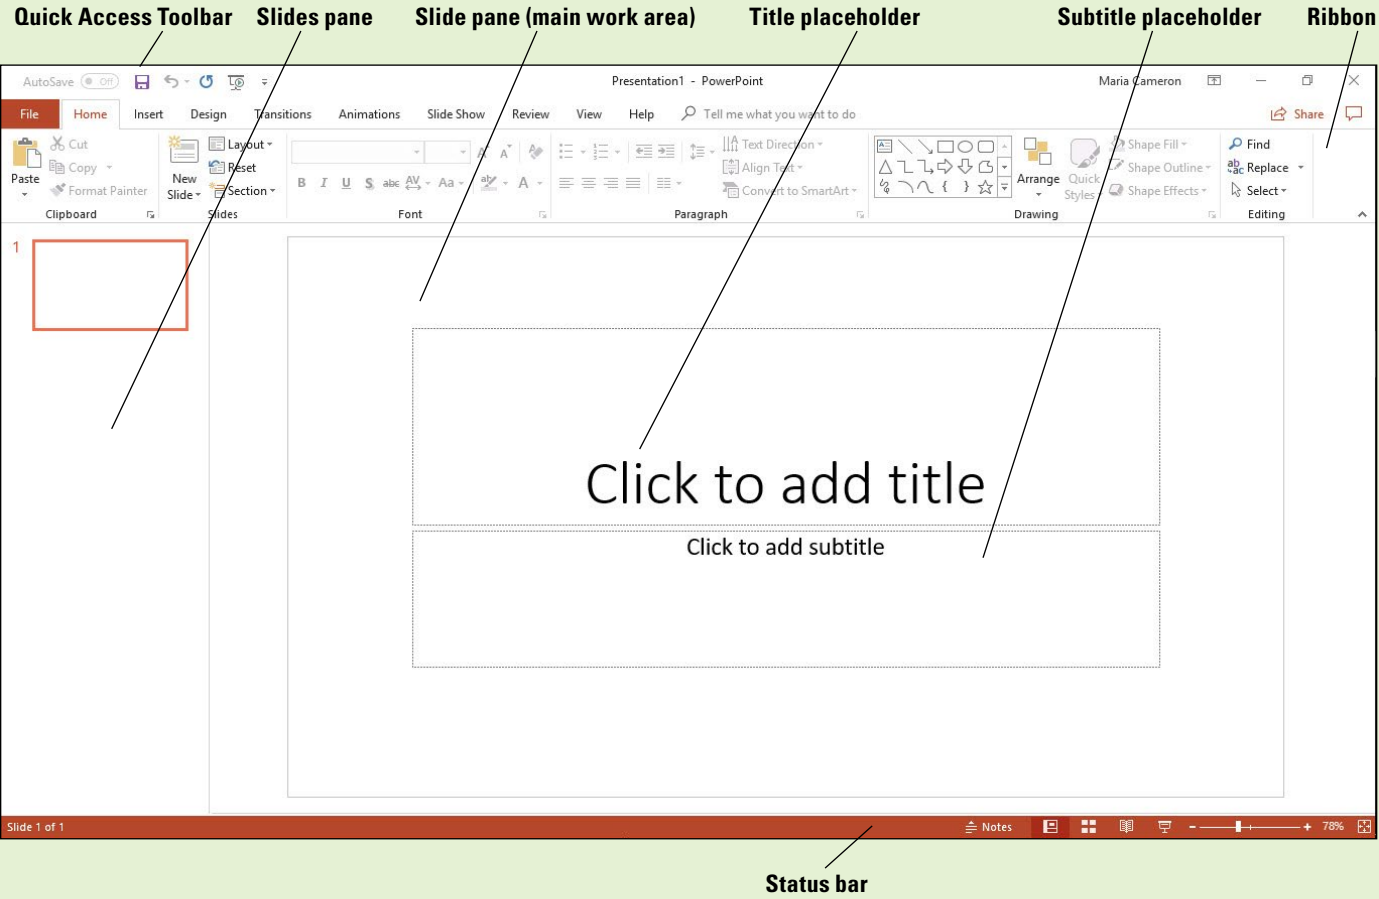 Quick Access Toolbar Slides pane Slide pane (main work area) Title placeholder Subtitle placeholder Ribbon
AutoSave Off Presentation1 - PowerPoint Maria Cameron
File Home Insert Design Transitions Animations Slide Show Review View Help Tell me what you want to do Share
Cut Layout Text Direction Shape Fill Find
Copy Reset Align Text Shape Outline Replace
Paste New Slide Arrange Quick Styles
Format Painter Section B I U S abc AV Aa A Convert to SmartArt Shape Effects Select
Clipboard Slides Font Paragraph Drawing Editing
1
Click to add title
Click to add subtitle
Slide 1 of 1 Notes 78%
Status bar